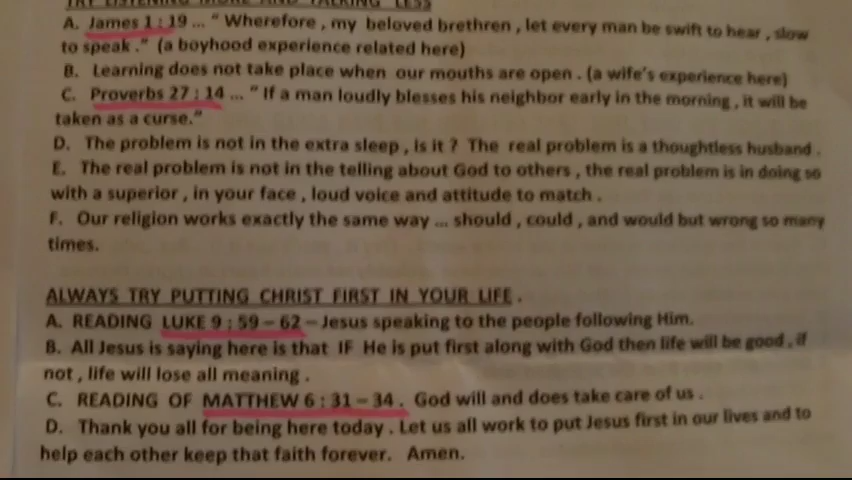 TRY LISTENING MORE AND TALKING LESS
A. James 1 : 19 ... " Wherefore , my beloved brethren , let every man be swift to hear , slow
to speak ." (a boyhood experience related here)
B. Learning does not take place when our mouths are open . (a wife's experience here)
C. Proverbs 27 : 14 ... " If a man loudly blesses his neighbor early in the morning , it will be
taken as a curse."
D. The problem is not in the extra sleep , is it ? The real problem is a thoughtless husband .
E. The real problem is not in the telling about God to others , the real problem is in doing so
with a superior , in your face , loud voice and attitude to match .
F. Our religion works exactly the same way ... should , could , and would but wrong so many
times.
ALWAYS TRY PUTTING CHRIST FIRST IN YOUR LIFE .
A. READING LUKE 9 : 59 – 62 – Jesus speaking to the people following Him.
B. All Jesus is saying here is that IF He is put first along with God then life will be good , if
not , life will lose all meaning .
C. READING OF MATTHEW 6 : 31 – 34 . God will and does take care of us .
D. Thank you all for being here today . Let us all work to put Jesus first in our lives and to
help each other keep that faith forever. Amen.